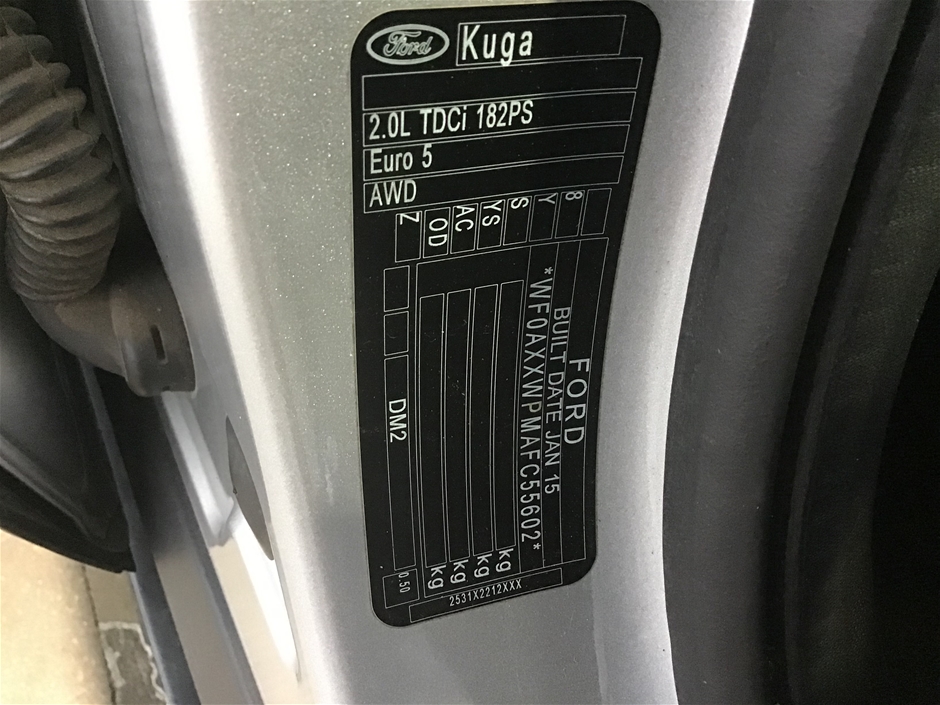 Ford
Kuga
2.0L TDCi 182PS
Euro 5
AWD
8
Y
S
YS
AC
OD
Z
FORD
BUILT DATE JAN 15
*WF0AXXWPMAFC55602*
kg
kg
kg
kg
DM2
0.50
2531X2212XXX